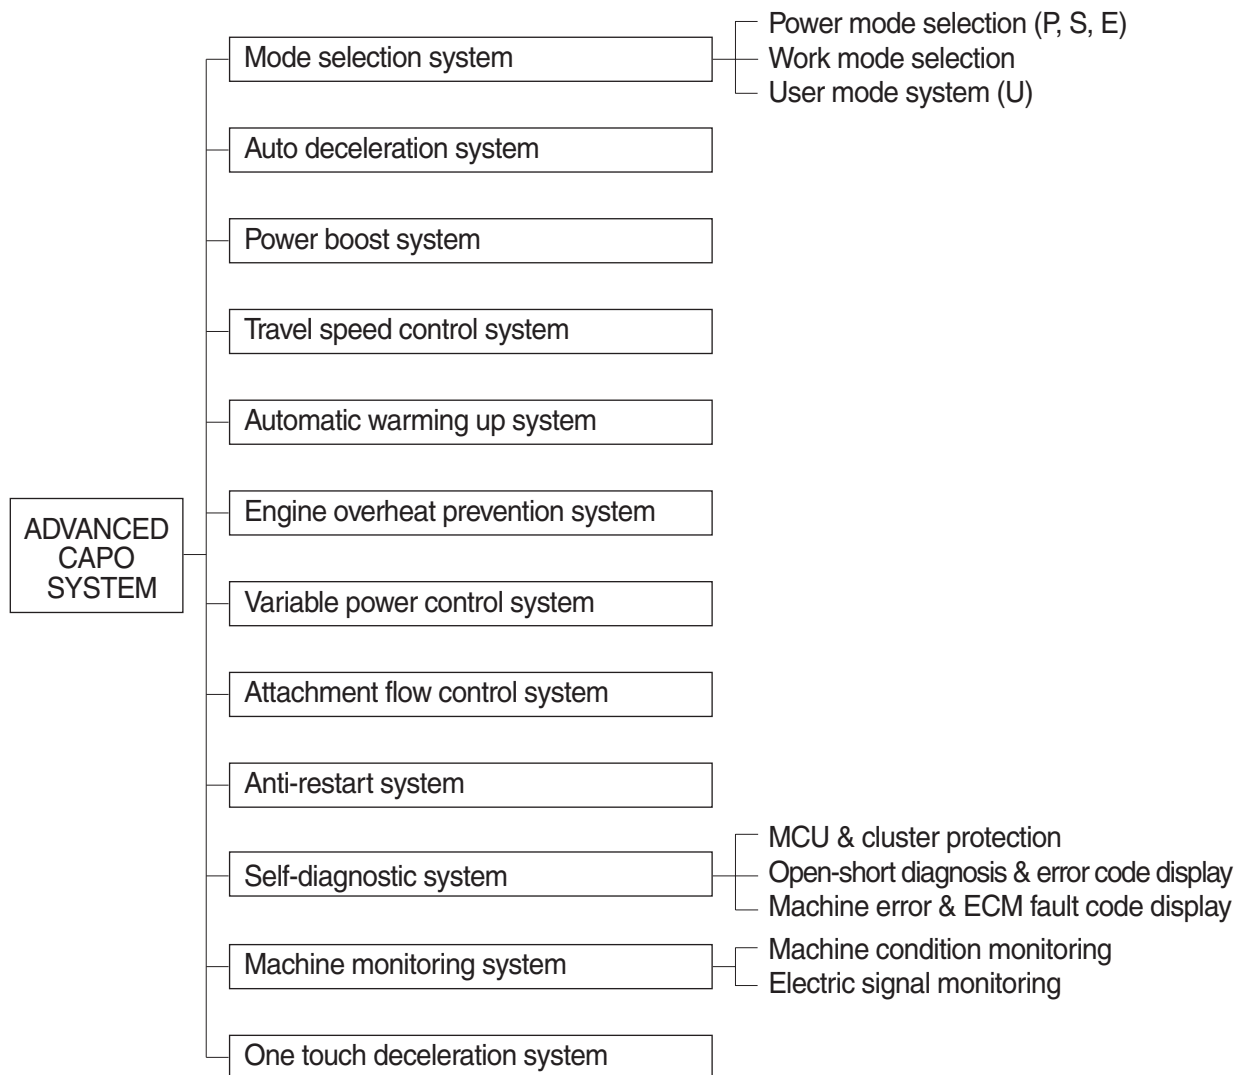 Power mode selection (P, S, E)
Mode selection system
Work mode selection
User mode system (U)
Auto deceleration system
Power boost system
Travel speed control system
Automatic warming up system
Engine overheat prevention system
ADVANCED
CAPO
SYSTEM
Variable power control system
Attachment flow control system
Anti-restart system
MCU & cluster protection
Self-diagnostic system
Open-short diagnosis & error code display
Machine error & ECM fault code display
Machine monitoring system
Machine condition monitoring
Electric signal monitoring
One touch deceleration system